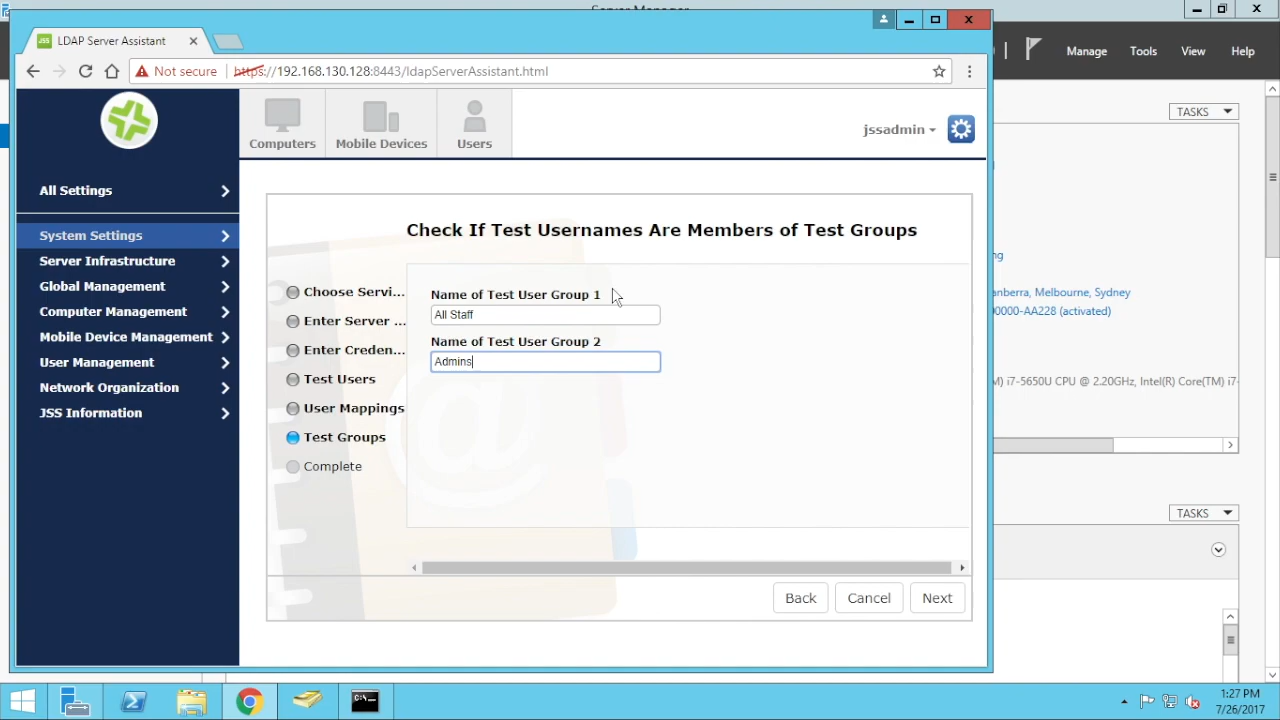 Server Manager
JSS LDAP Server Assistant
Not secure https://192.168.130.128:8443/ldapServerAssistant.html
Manage Tools View Help
TASKS
Computers Mobile Devices Users
jssadmin
All Settings
System Settings
Server Infrastructure
Global Management
Computer Management
Mobile Device Management
User Management
Network Organization
JSS Information
Check If Test Usernames Are Members of Test Groups
Choose Servi...
Enter Server ...
Enter Creden...
Test Users
User Mappings
Test Groups
Complete
Name of Test User Group 1
All Staff
Name of Test User Group 2
Admins
Back Cancel Next
ng
anberra, Melbourne, Sydney
00000-AA228 (activated)
) i7-5650U CPU @ 2.20GHz, Intel(R) Core(TM) i7-
TASKS
C:\
1:27 PM
7/26/2017